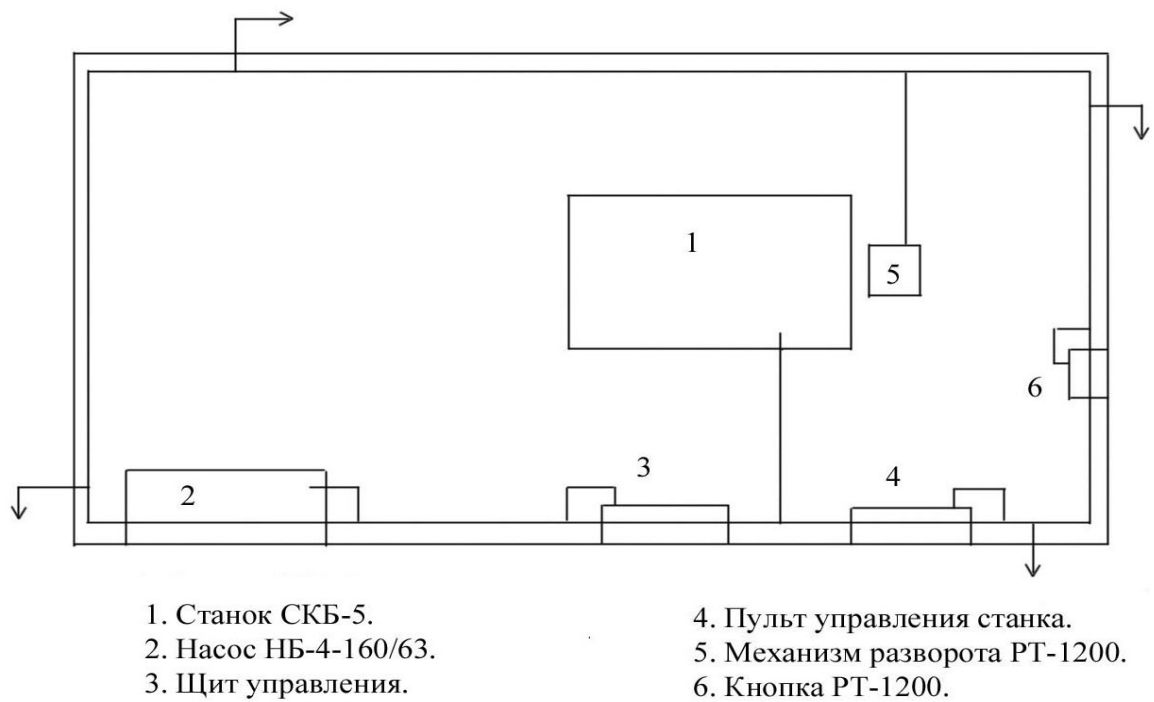 1
5
6
2
3
4
1. Станок СКБ-5.
2. Насос НБ-4-160/63.
3. Щит управления.
4. Пульт управления станка.
5. Механизм разворота РТ-1200.
6. Кнопка РТ-1200.